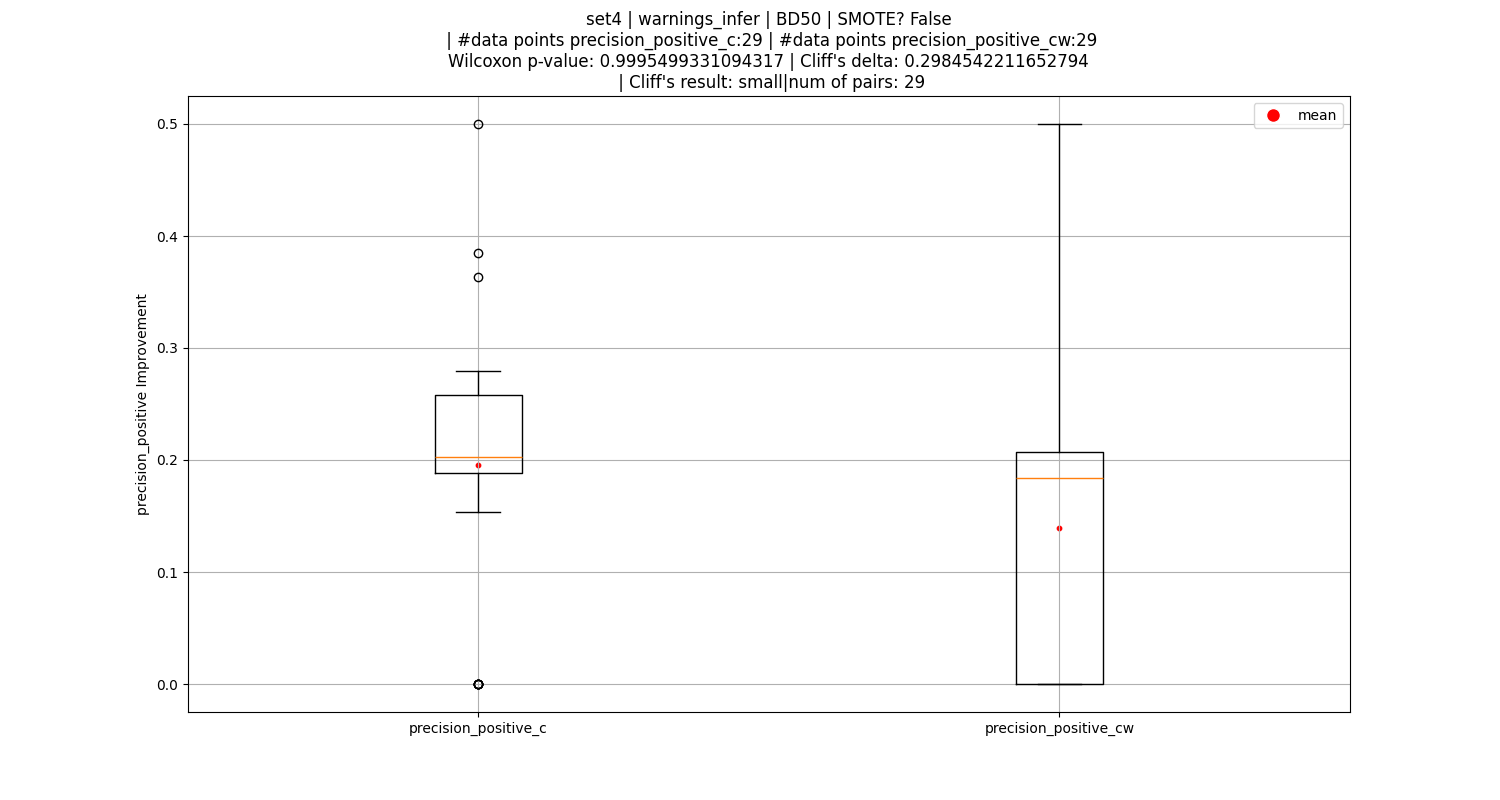 set4 | warnings_infer | BD50 | SMOTE? False
| #data points precision_positive_c:29 | #data points precision_positive_cw:29
Wilcoxon p-value: 0.9995499331094317 | Cliff's delta: 0.2984542211652794
| Cliff's result: small|num of pairs: 29
mean
precision_positive Improvement
0.5
0.4
0.3
0.2
0.1
0.0
precision_positive_c
precision_positive_cw